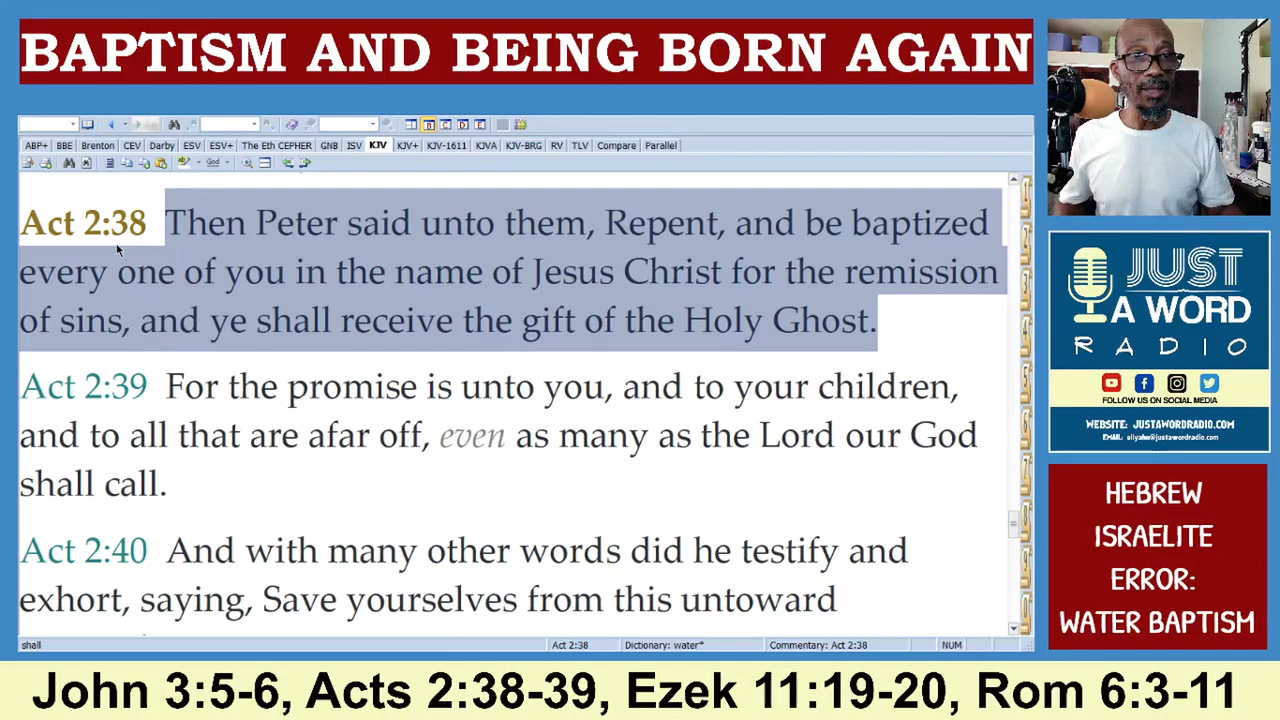 BAPTISM AND BEING BORN AGAIN
ABP+ BBE Brenton CEV Darby ESV ESV+ The Eth CEPHER GNB ISV KJV KJV+ KJV-1611 KJVA KJV-BRG RV TLV Compare Parallel
God
Act 2:38 Then Peter said unto them, Repent, and be baptized
every one of you in the name of Jesus Christ for the remission
of sins, and ye shall receive the gift of the Holy Ghost.
Act 2:39 For the promise is unto you, and to your children,
and to all that are afar off, even as many as the Lord our God
shall call.
Act 2:40 And with many other words did he testify and
exhort, saying, Save yourselves from this untoward
shall Act 2:38 Dictionary: water* Commentary: Act 2:38 NUM
JUST
A WORD
RADIO
FOLLOW US ON SOCIAL MEDIA
WEBSITE: JUSTAWORDRADIO.COM
EMAIL: eliyahu@justawordradio.com
HEBREW
ISRAELITE
ERROR:
WATER BAPTISM
John 3:5-6, Acts 2:38-39, Ezek 11:19-20, Rom 6:3-11